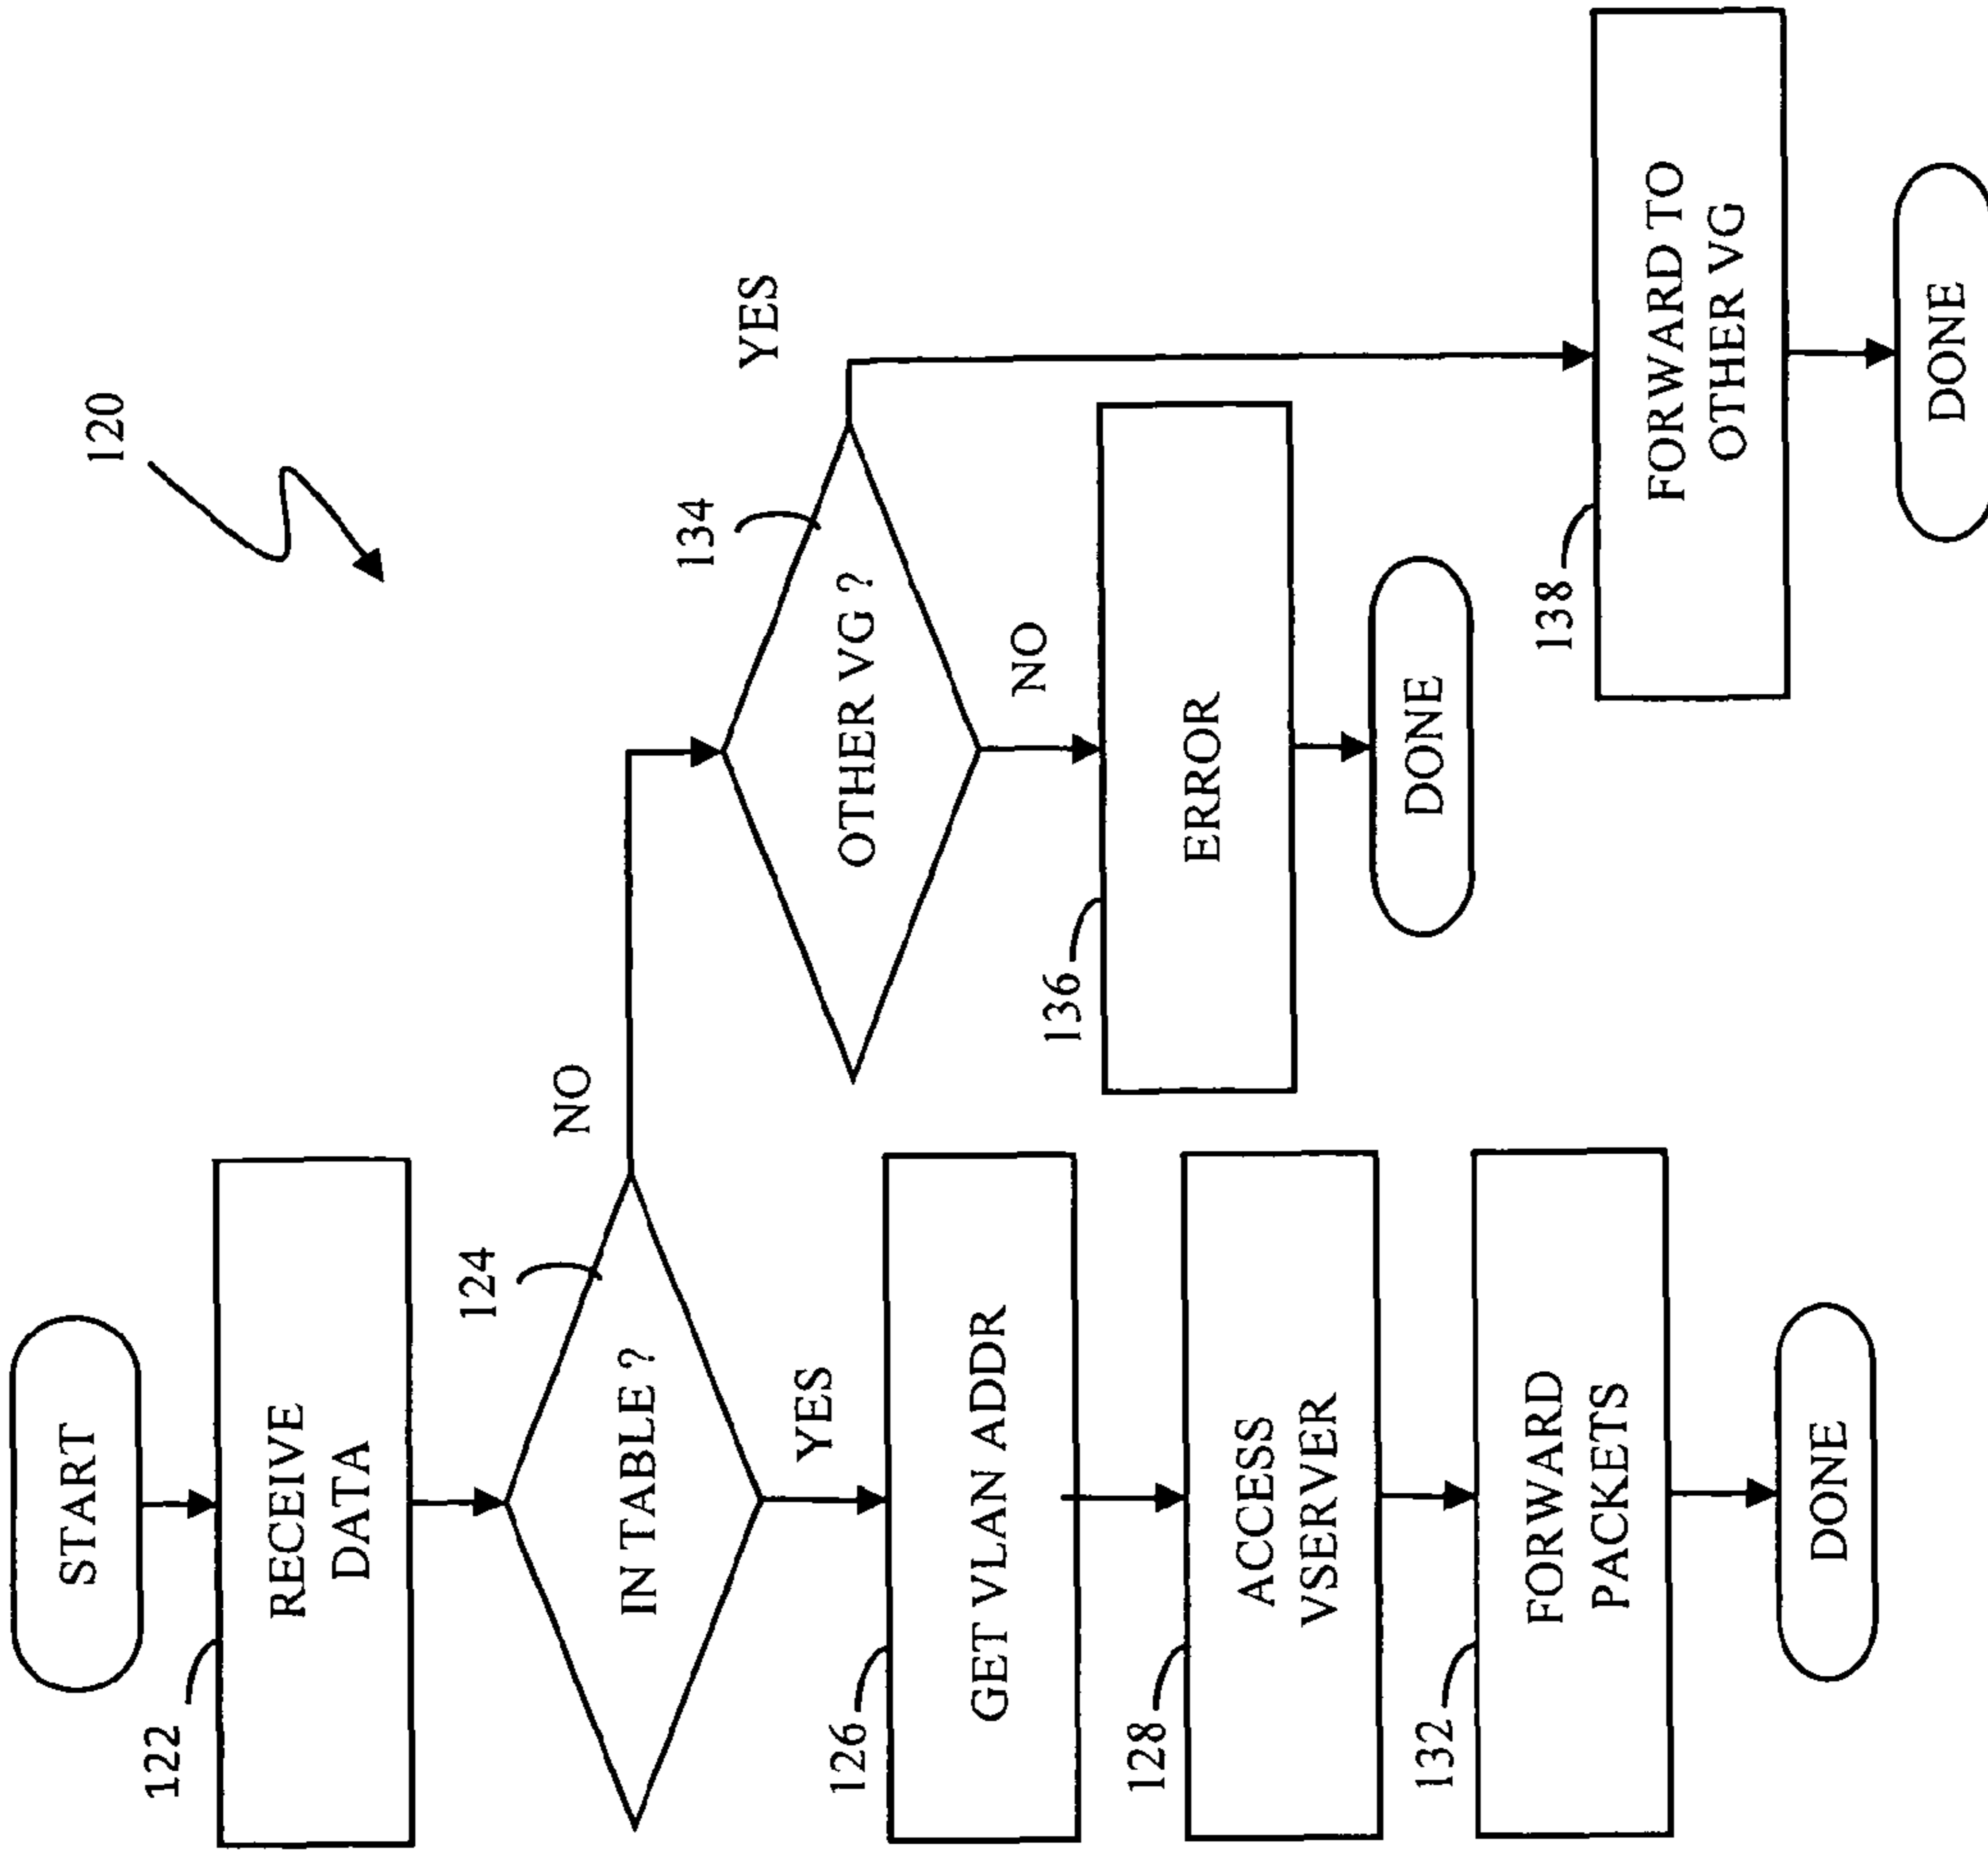 120
START
122
RECEIVE
DATA
124
IN TABLE ?
NO
YES
126
GET VLAN ADDR
128
ACCESS
VSERVER
132
FORWARD
PACKETS
DONE
134
OTHER VG ?
YES
NO
136
ERROR
DONE
138
FORWARD TO
OTHER VG
DONE